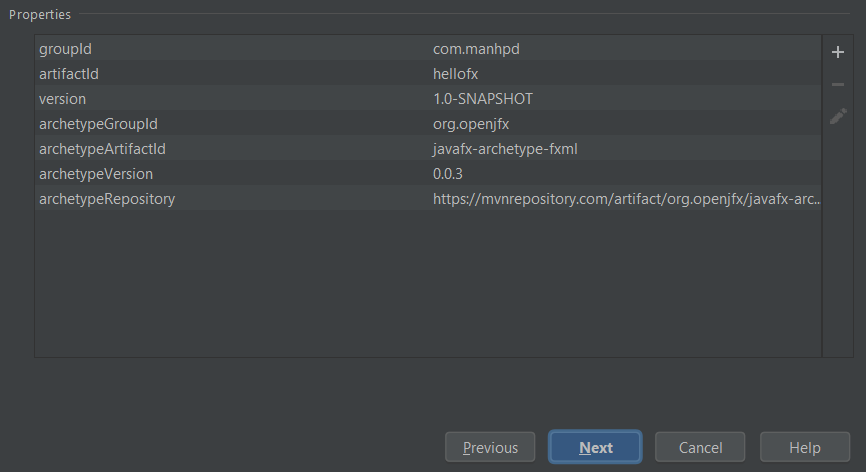 Properties
groupId com.manhpd
artifactId hellofx
version 1.0-SNAPSHOT
archetypeGroupId org.openjfx
archetypeArtifactId javafx-archetype-fxml
archetypeVersion 0.0.3
archetypeRepository https://mvnrepository.com/artifact/org.openjfx/javafx-arc...
Previous Next Cancel Help